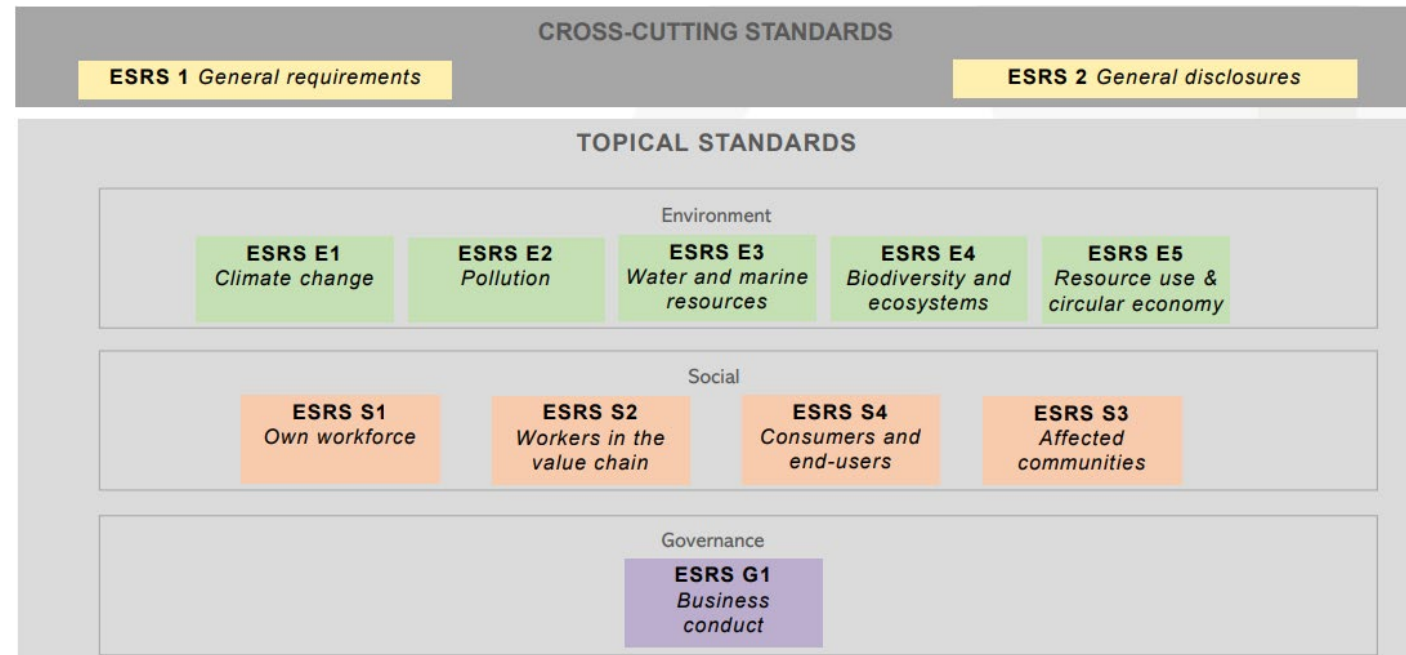 CROSS-CUTTING STANDARDS
ESRS 1 General requirements
ESRS 2 General disclosures
TOPICAL STANDARDS
Environment
ESRS E1
Climate change
ESRS E2
Pollution
ESRS E3
Water and marine
resources
ESRS E4
Biodiversity and
ecosystems
ESRS E5
Resource use &
circular economy
Social
ESRS S1
Own workforce
ESRS S2
Workers in the
value chain
ESRS S4
Consumers and
end-users
ESRS S3
Affected
communities
Governance
ESRS G1
Business
conduct